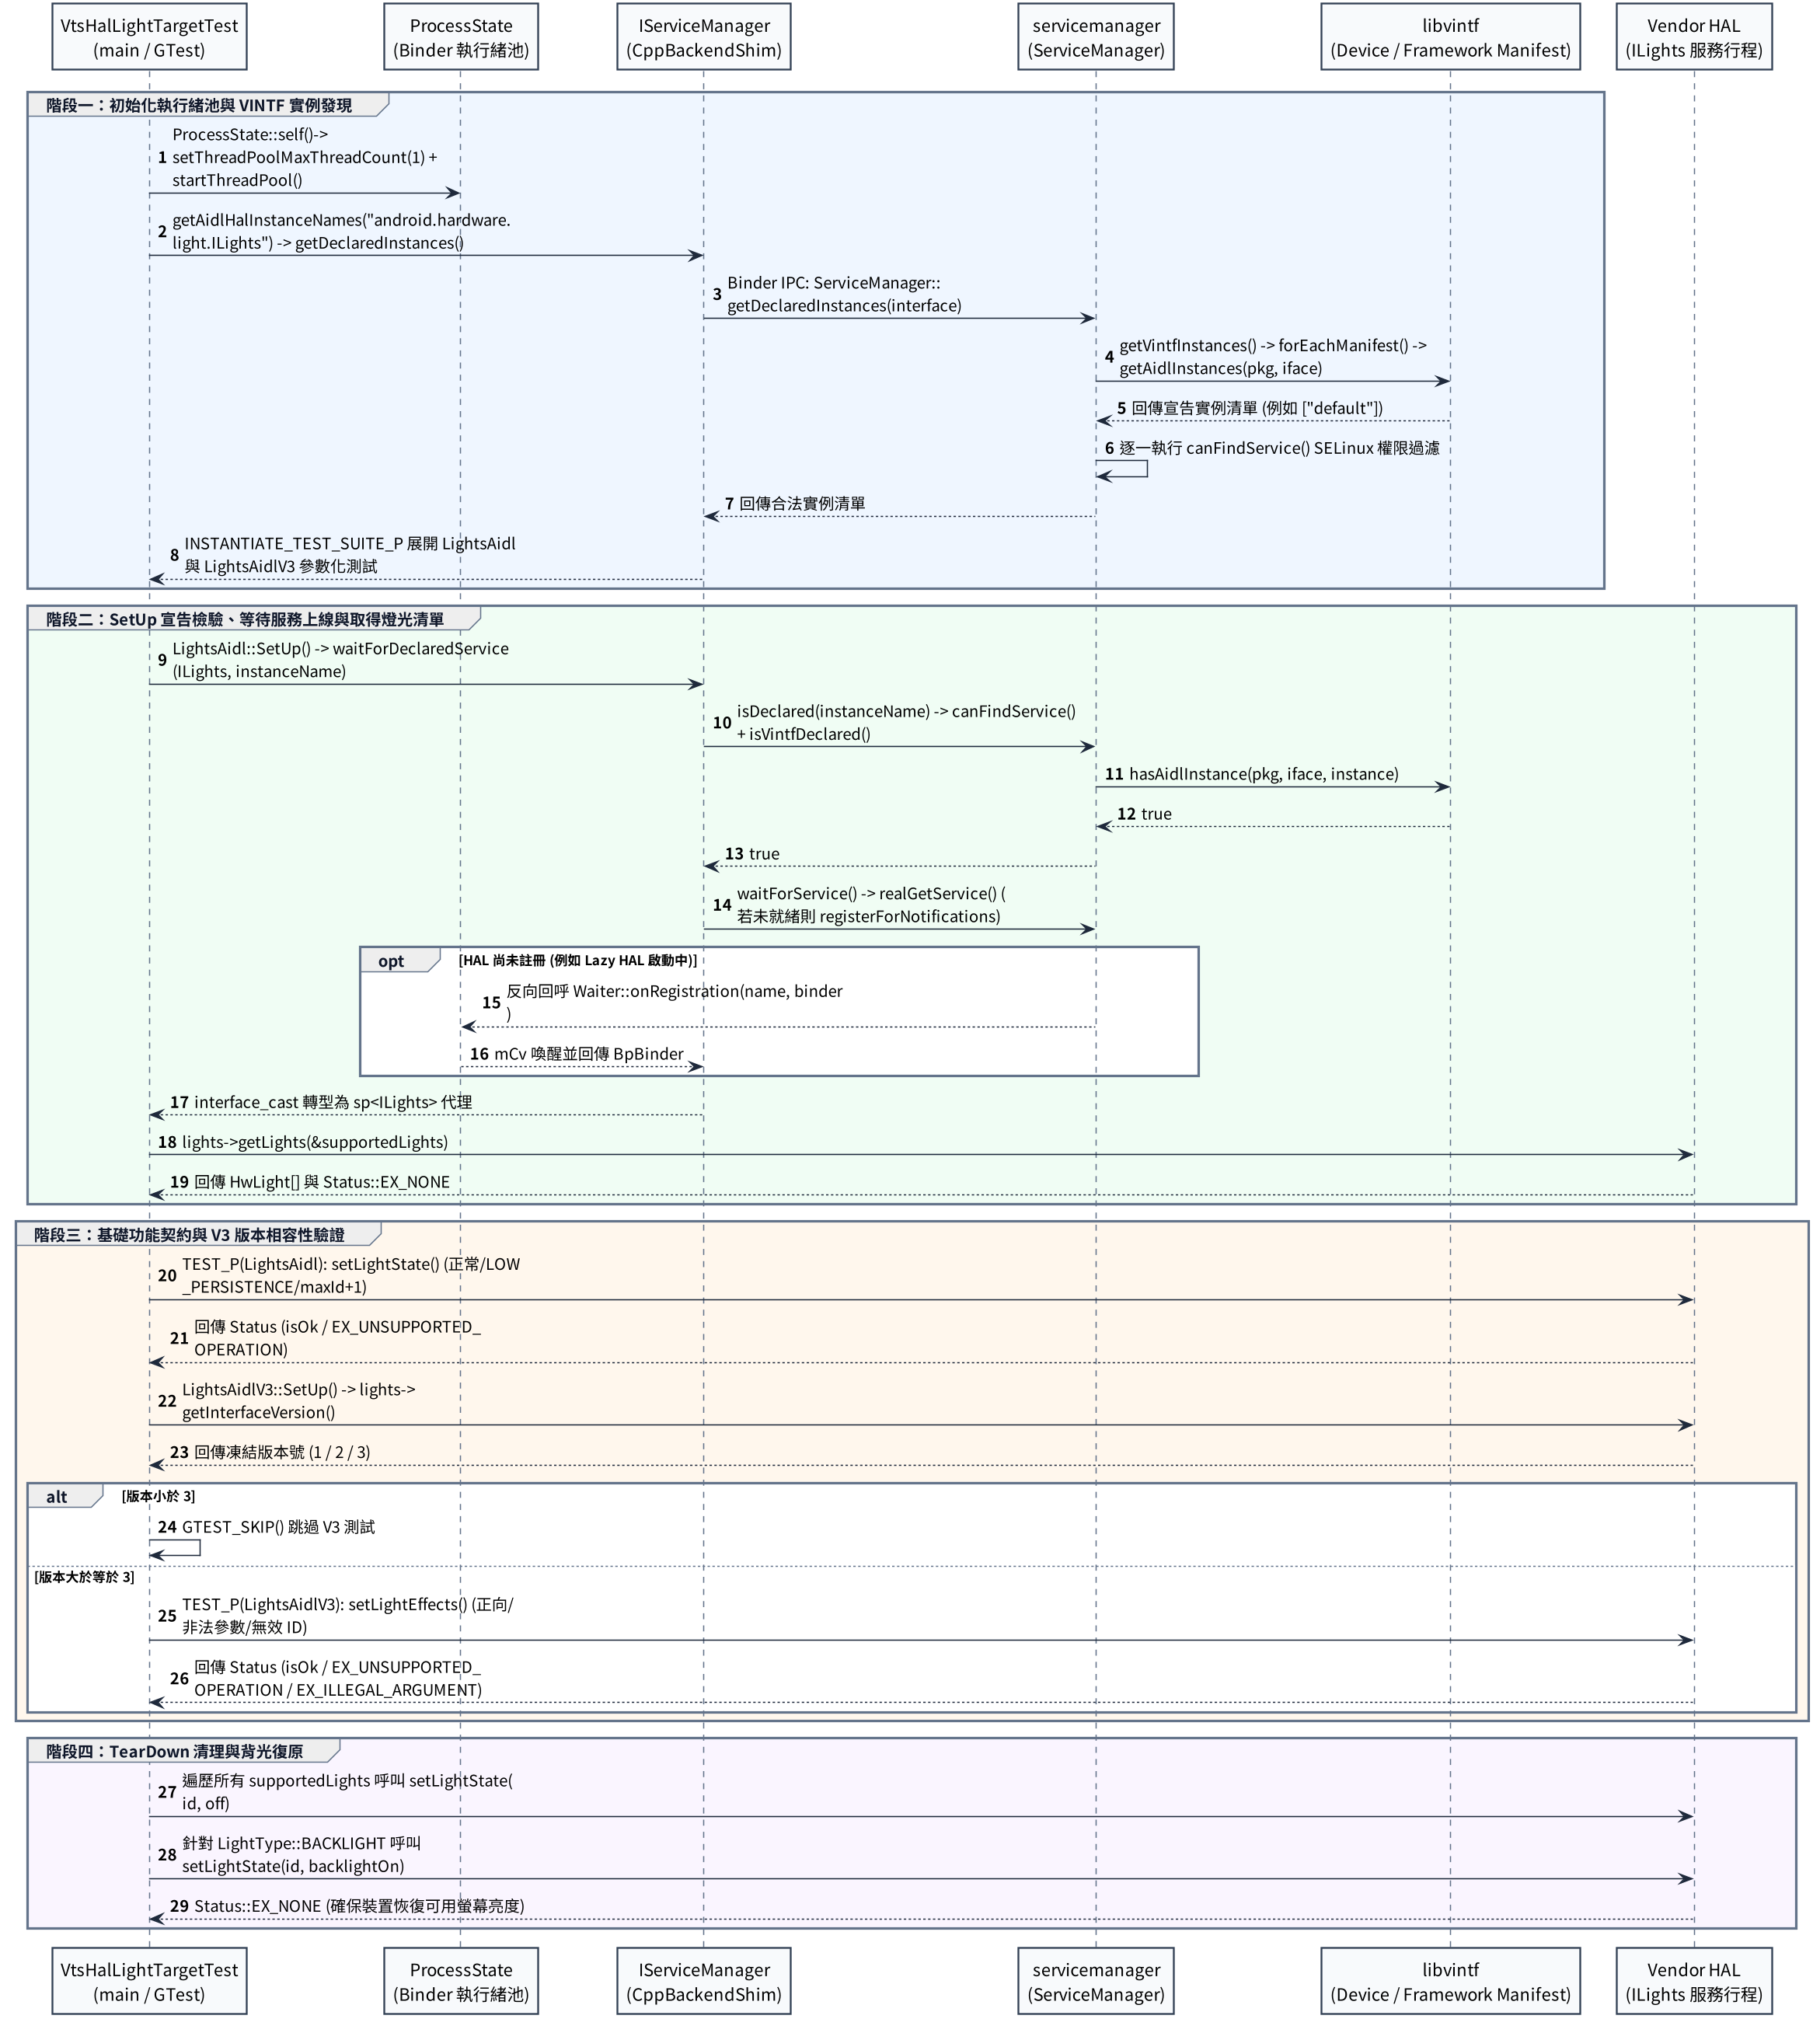 VtsHalLightTargetTest
(main / GTest)
ProcessState
(Binder 執行緒池)
IServiceManager
(CppBackendShim)
servicemanager
(ServiceManager)
libvintf
(Device / Framework Manifest)
Vendor HAL
(ILights 服務行程)
階段一：初始化執行緒池與 VINTF 實例發現
1
ProcessState::self()->
setThreadPoolMaxThreadCount(1) +
startThreadPool()
2
getAidlHalInstanceNames("android.hardware.
light.ILights") -> getDeclaredInstances()
3
Binder IPC: ServiceManager::
getDeclaredInstances(interface)
4
getVintfInstances() -> forEachManifest() ->
getAidlInstances(pkg, iface)
5 回傳宣告實例清單 (例如 ["default"])
6 逐一執行 canFindService() SELinux 權限過濾
7 回傳合法實例清單
8
INSTANTIATE_TEST_SUITE_P 展開 LightsAidl
與 LightsAidlV3 參數化測試
階段二：SetUp 宣告檢驗、等待服務上線與取得燈光清單
9
LightsAidl::SetUp() -> waitForDeclaredService
(ILights, instanceName)
10
isDeclared(instanceName) -> canFindService()
+ isVintfDeclared()
11 hasAidlInstance(pkg, iface, instance)
12 true
13 true
14
waitForService() -> realGetService() (
若未就緒則 registerForNotifications)
opt [HAL 尚未註冊 (例如 Lazy HAL 啟動中)]
15
反向回呼 Waiter::onRegistration(name, binder
)
16 mCv 喚醒並回傳 BpBinder
17 interface_cast 轉型為 sp<ILights> 代理
18 lights->getLights(&supportedLights)
19 回傳 HwLight[] 與 Status::EX_NONE
階段三：基礎功能契約與 V3 版本相容性驗證
20
TEST_P(LightsAidl): setLightState() (正常/LOW
_PERSISTENCE/maxId+1)
21
回傳 Status (isOk / EX_UNSUPPORTED_
OPERATION)
22
LightsAidlV3::SetUp() -> lights->
getInterfaceVersion()
23 回傳凍結版本號 (1 / 2 / 3)
alt [版本小於 3]
24 GTEST_SKIP() 跳過 V3 測試
[版本大於等於 3]
25
TEST_P(LightsAidlV3): setLightEffects() (正向/
非法參數/無效 ID)
26
回傳 Status (isOk / EX_UNSUPPORTED_
OPERATION / EX_ILLEGAL_ARGUMENT)
階段四：TearDown 清理與背光復原
27
遍歷所有 supportedLights 呼叫 setLightState(
id, off)
28
針對 LightType::BACKLIGHT 呼叫
setLightState(id, backlightOn)
29 Status::EX_NONE (確保裝置恢復可用螢幕亮度)
VtsHalLightTargetTest
(main / GTest)
ProcessState
(Binder 執行緒池)
IServiceManager
(CppBackendShim)
servicemanager
(ServiceManager)
libvintf
(Device / Framework Manifest)
Vendor HAL
(ILights 服務行程)